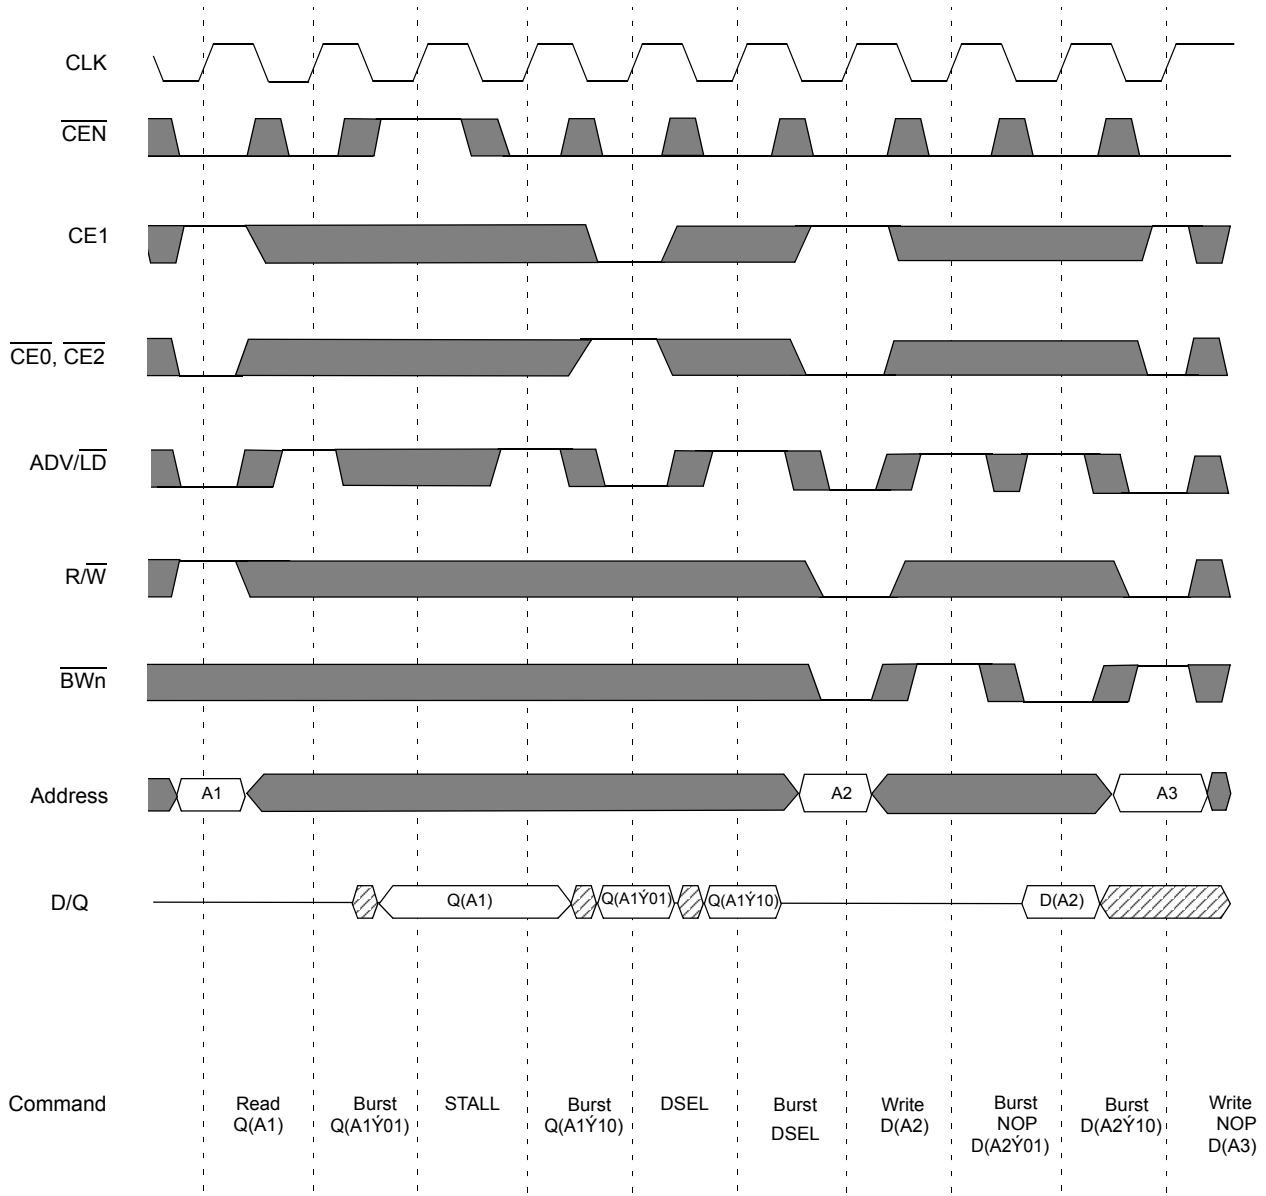 CLK
CEN
CE1
CE0, CE2
ADV/LD
R/W
BWn
Address
A1
A2
A3
D/Q
Q(A1)
Q(A1Ý01)
Q(A1Ý10)
D(A2)
Command
Read
Q(A1)
Burst
Q(A1Ý01)
STALL
Burst
Q(A1Ý10)
DSEL
Burst
DSEL
Write
D(A2)
Burst
NOP
D(A2Ý01)
Burst
D(A2Ý10)
Write
NOP
D(A3)